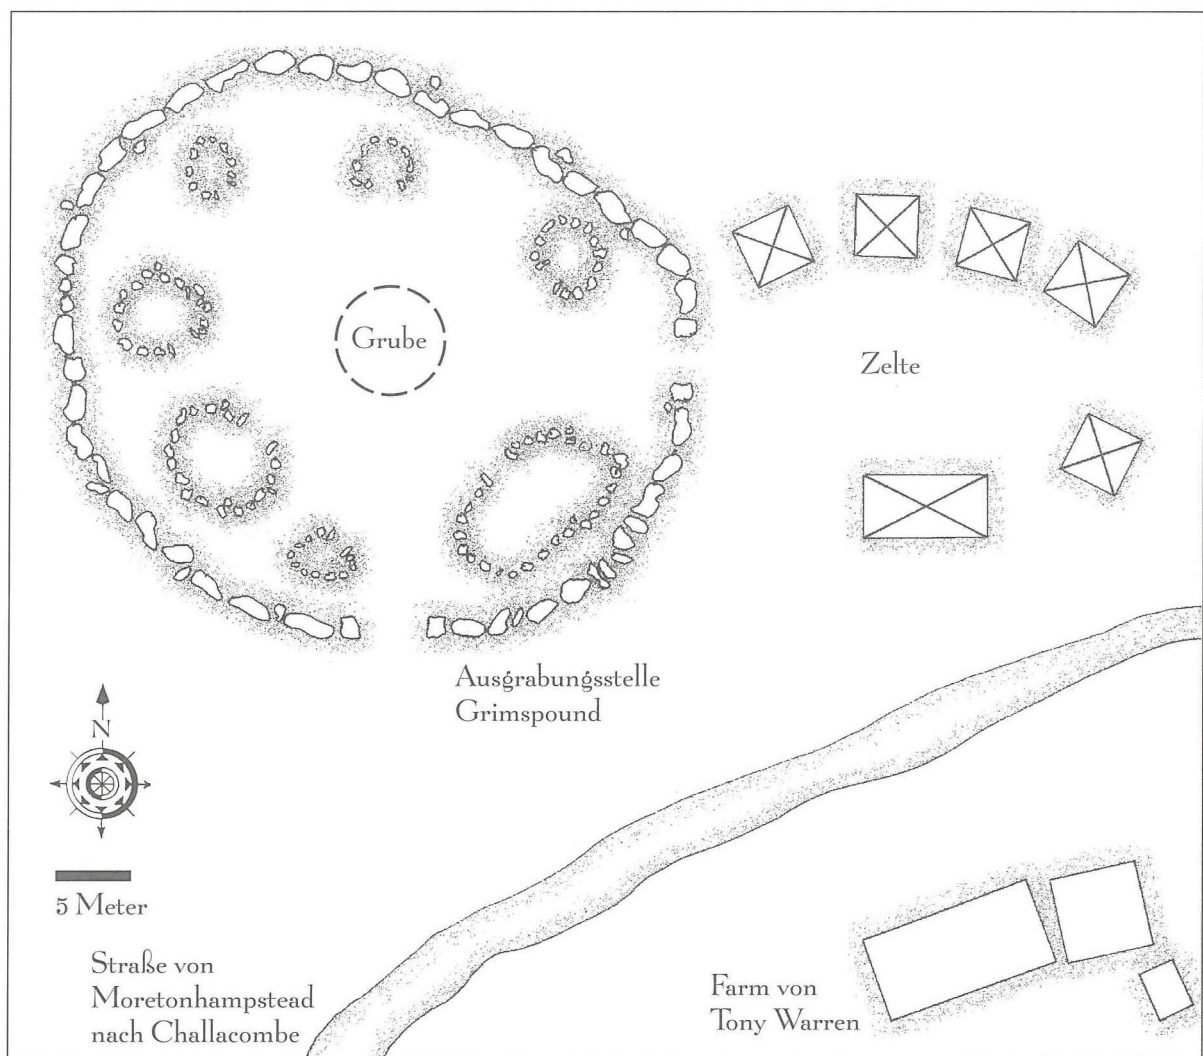 Grube
Zelte
Ausgrabungsstelle
Grimspound
N
5 Meter
Straße von
Moretonhampstead
nach Challacombe
Farm von
Tony Warren